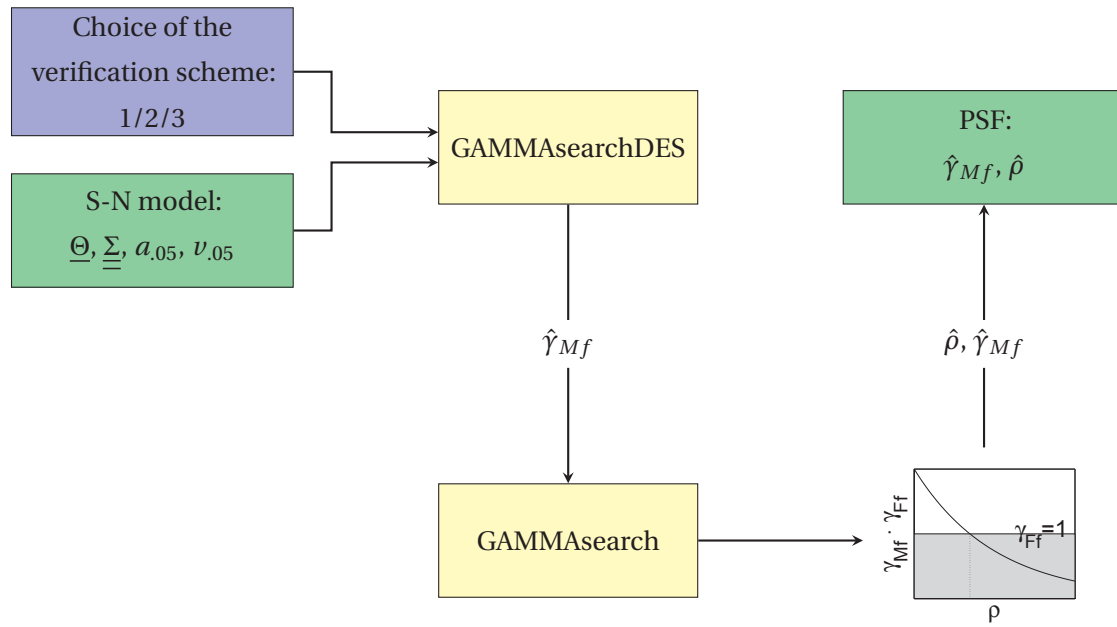 Choice of the
verification scheme:
1/2/3
S-N model:
Θ, Σ, a.05, ν.05
GAMMAsearchDES
γ̂Mf
GAMMAsearch
PSF:
γ̂Mf, ρ̂
ρ̂, γ̂Mf
γMf · γFf
γFf=1
ρ